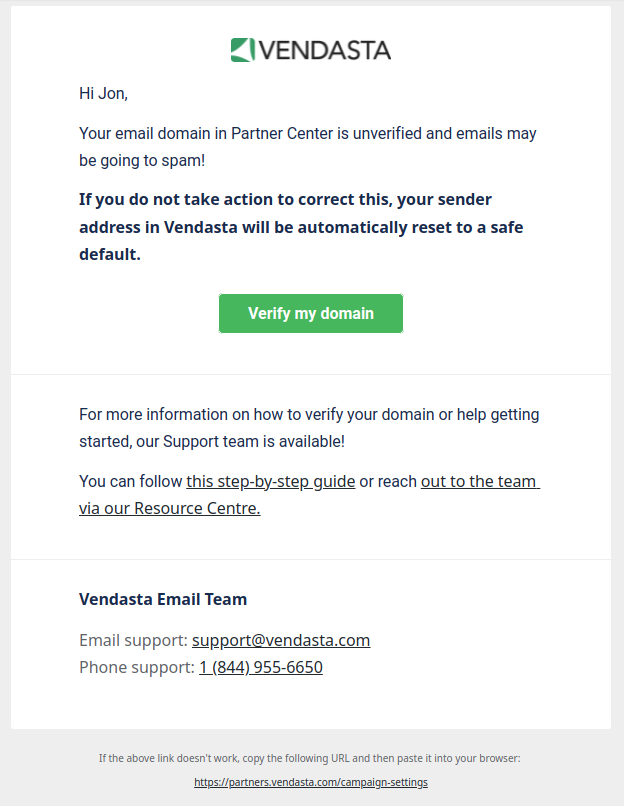 VENDASTA
Hi Jon,
Your email domain in Partner Center is unverified and emails may
be going to spam!
If you do not take action to correct this, your sender
address in Vendasta will be automatically reset to a safe
default.
Verify my domain
For more information on how to verify your domain or help getting
started, our Support team is available!
You can follow this step-by-step guide or reach out to the team
via our Resource Centre.
Vendasta Email Team
Email support: support@vendasta.com
Phone support: 1 (844) 955-6650
If the above link doesn't work, copy the following URL and then paste it into your browser:
https://partners.vendasta.com/campaign-settings